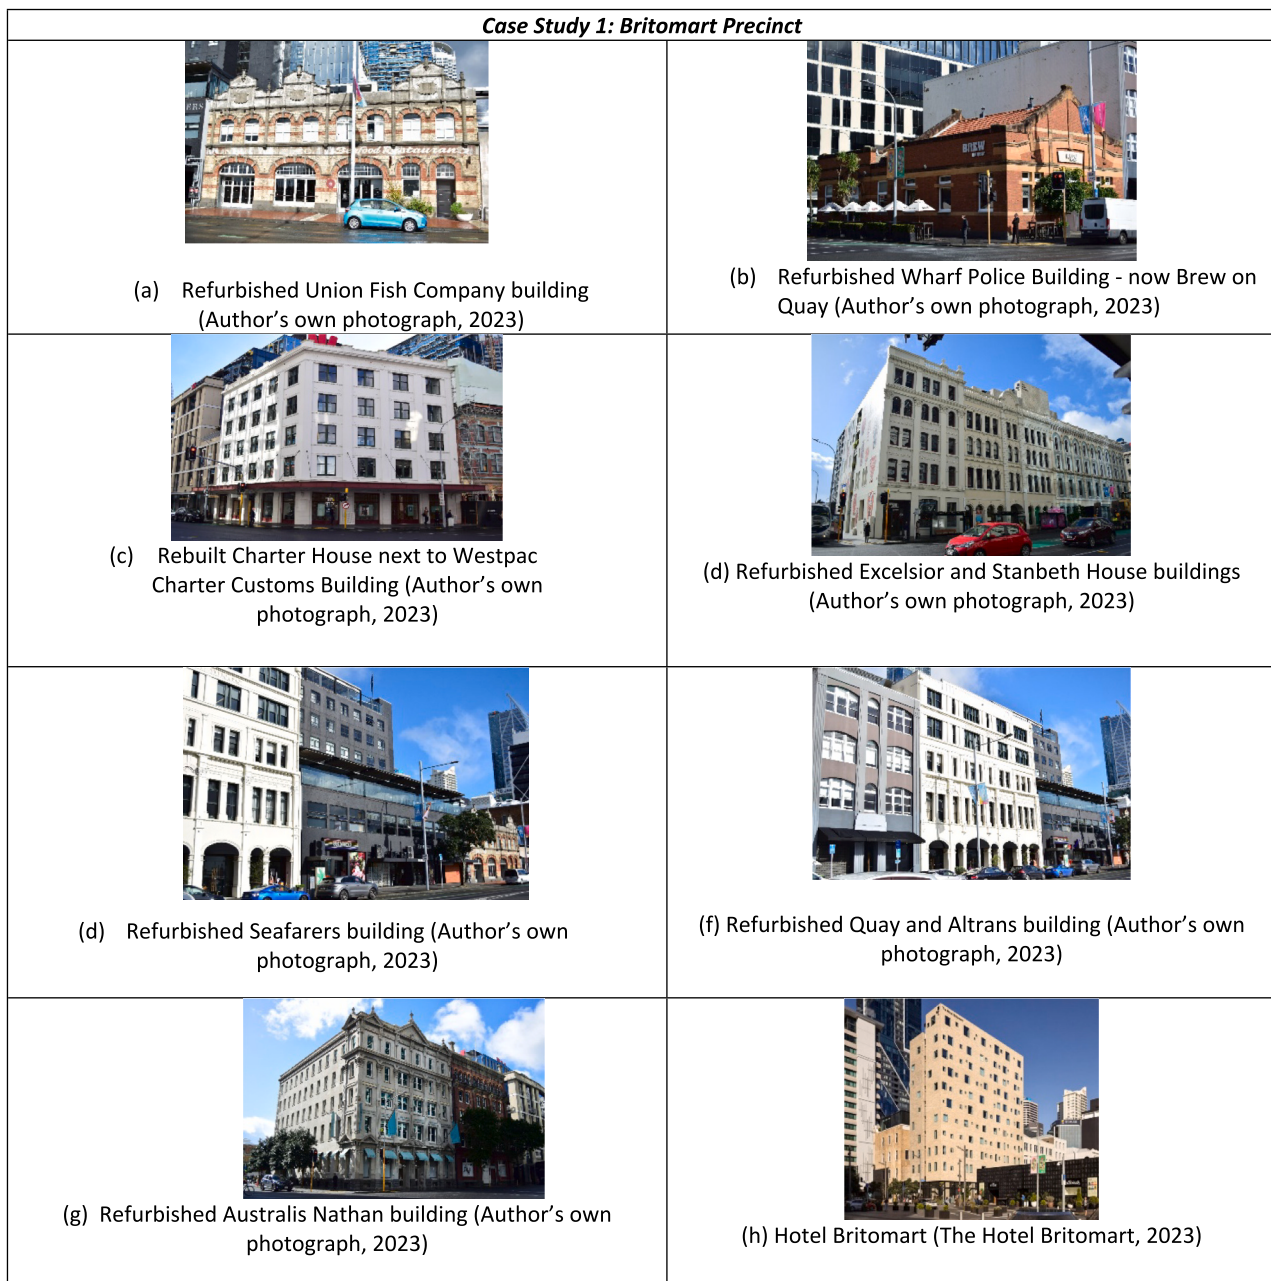 Case Study 1: Britomart Precinct
Seafood Restaurant
(a) Refurbished Union Fish Company building
(Author's own photograph, 2023)
BREW
(b) Refurbished Wharf Police Building - now Brew on
Quay (Author's own photograph, 2023)
(c) Rebuilt Charter House next to Westpac
Charter Customs Building (Author's own
photograph, 2023)
(d) Refurbished Excelsior and Stanbeth House buildings
(Author's own photograph, 2023)
(d) Refurbished Seafarers building (Author's own
photograph, 2023)
(f) Refurbished Quay and Altrans building (Author's own
photograph, 2023)
(g) Refurbished Australis Nathan building (Author's own
photograph, 2023)
(h) Hotel Britomart (The Hotel Britomart, 2023)